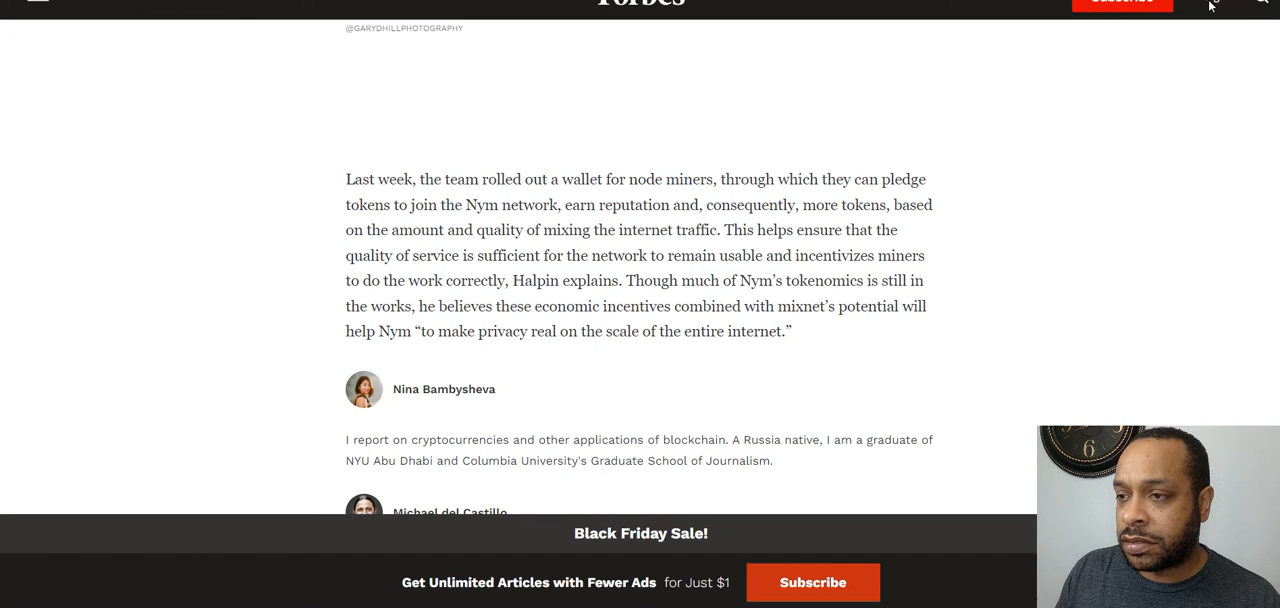 Forbes
Subscribe
@GARYDHILLPHOTOGRAPHY
Last week, the team rolled out a wallet for node miners, through which they can pledge
tokens to join the Nym network, earn reputation and, consequently, more tokens, based
on the amount and quality of mixing the internet traffic. This helps ensure that the
quality of service is sufficient for the network to remain usable and incentivizes miners
to do the work correctly, Halpin explains. Though much of Nym’s tokenomics is still in
the works, he believes these economic incentives combined with mixnet’s potential will
help Nym “to make privacy real on the scale of the entire internet.”
Nina Bambysheva
I report on cryptocurrencies and other applications of blockchain. A Russia native, I am a graduate of
NYU Abu Dhabi and Columbia University's Graduate School of Journalism.
Michael del Castillo
Black Friday Sale!
Get Unlimited Articles with Fewer Ads for Just $1 Subscribe
6